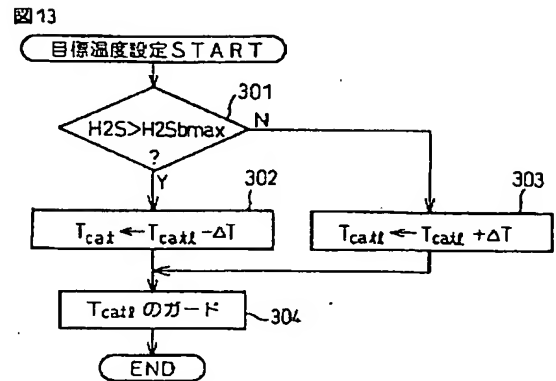 図13
目標温度設定START
301
H2S>H2Sbmax
?
N
Y
302
303
Tcat ← Tcatl −ΔT
Tcatl ← Tcatl +ΔT
Tcatl のガード
304
END